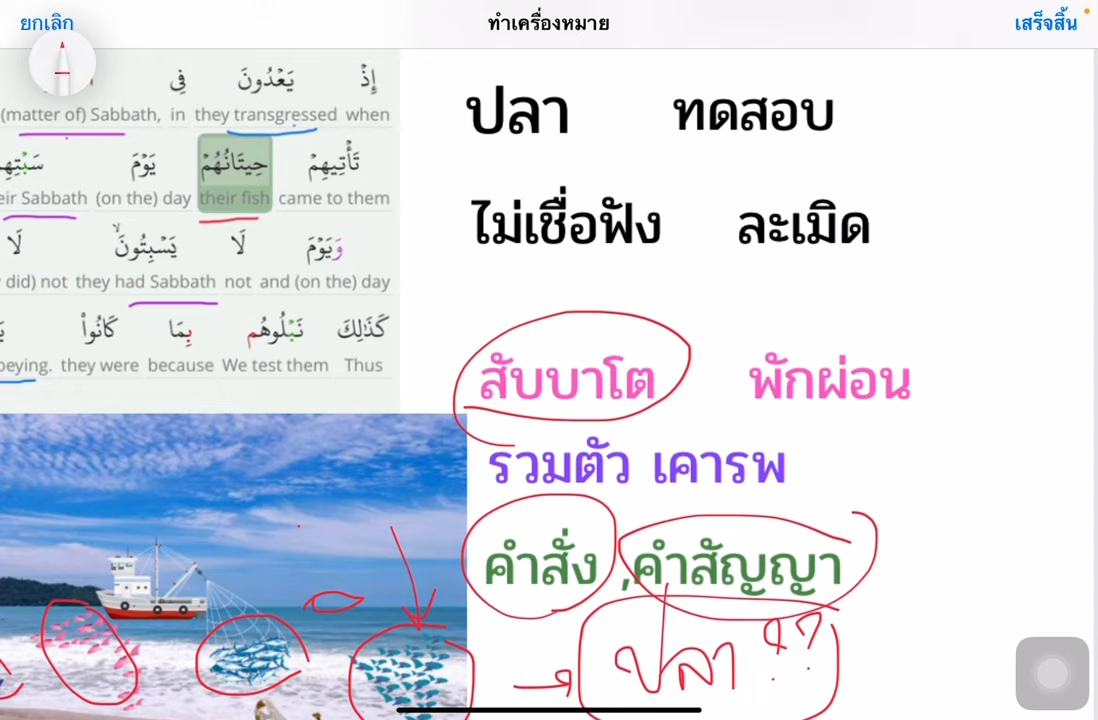 ยกเลิก ทำเครื่องหมาย เสร็จสิ้น
إِذْ يَعْدُونَ فِى
(matter of) Sabbath, in they transgressed when
تَأْتِيهِمْ حِيتَانُهُمْ يَوْمَ
eir Sabbath (on the) day their fish came to them
وَيَوْمَ لَا يَسْبِتُونَ ۙ لَا
did) not they had Sabbath not and (on the) day
كَذَٰلِكَ نَبْلُوهُم بِمَا كَانُوا۟
beying. they were because We test them Thus
ปลา ทดสอบ
ไม่เชื่อฟัง ละเมิด
สับบาโต พักผ่อน
รวมตัว เคารพ
คำสั่ง ,คำสัญญา
ปลา ??